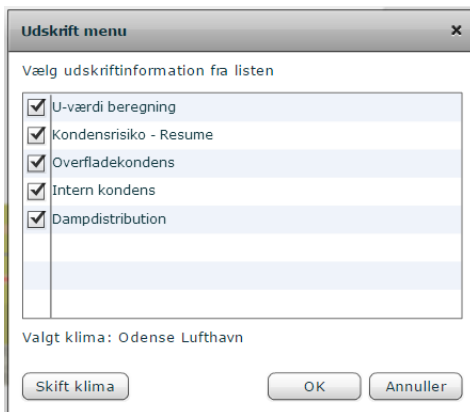 Udskrift menu
Vælg udskriftinformation fra listen
U-værdi beregning
Kondensrisiko - Resume
Overfladekondens
Intern kondens
Dampdistribution
Valgt klima: Odense Lufthavn
Skift klima OK Annuller